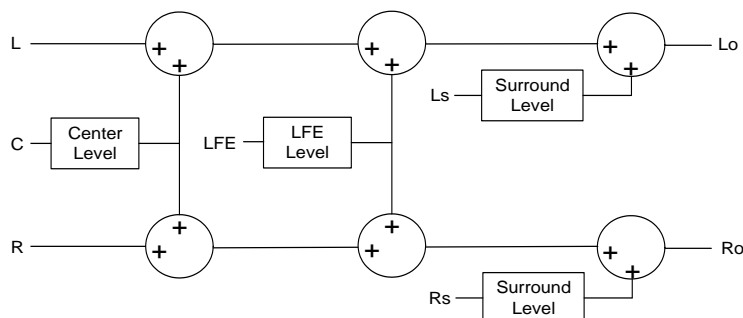 L
+
+
+
+
+
+
Lo
Ls
Surround
Level
C
Center
Level
LFE
LFE
Level
R
+
+
+
+
+
+
Ro
Rs
Surround
Level